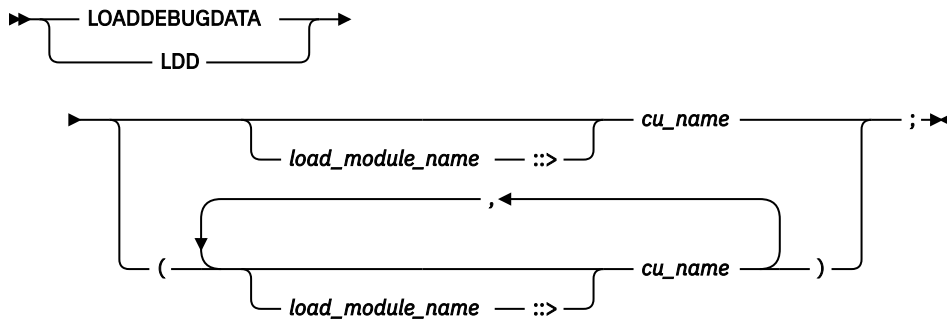 LOADDEBUGDATA
LDD
cu_name ;
load_module_name ::>
,
( cu_name )
load_module_name ::>